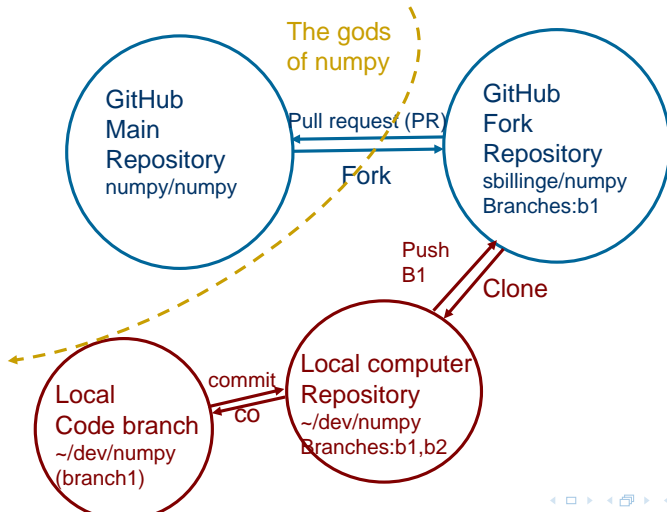 The gods
of numpy
GitHub
Main
Repository
numpy/numpy
Pull request (PR)
Fork
GitHub
Fork
Repository
sbillinge/numpy
Branches:b1
Push
B1
Clone
Local computer
Repository
~/dev/numpy
Branches:b1,b2
commit
co
Local
Code branch
~/dev/numpy
(branch1)